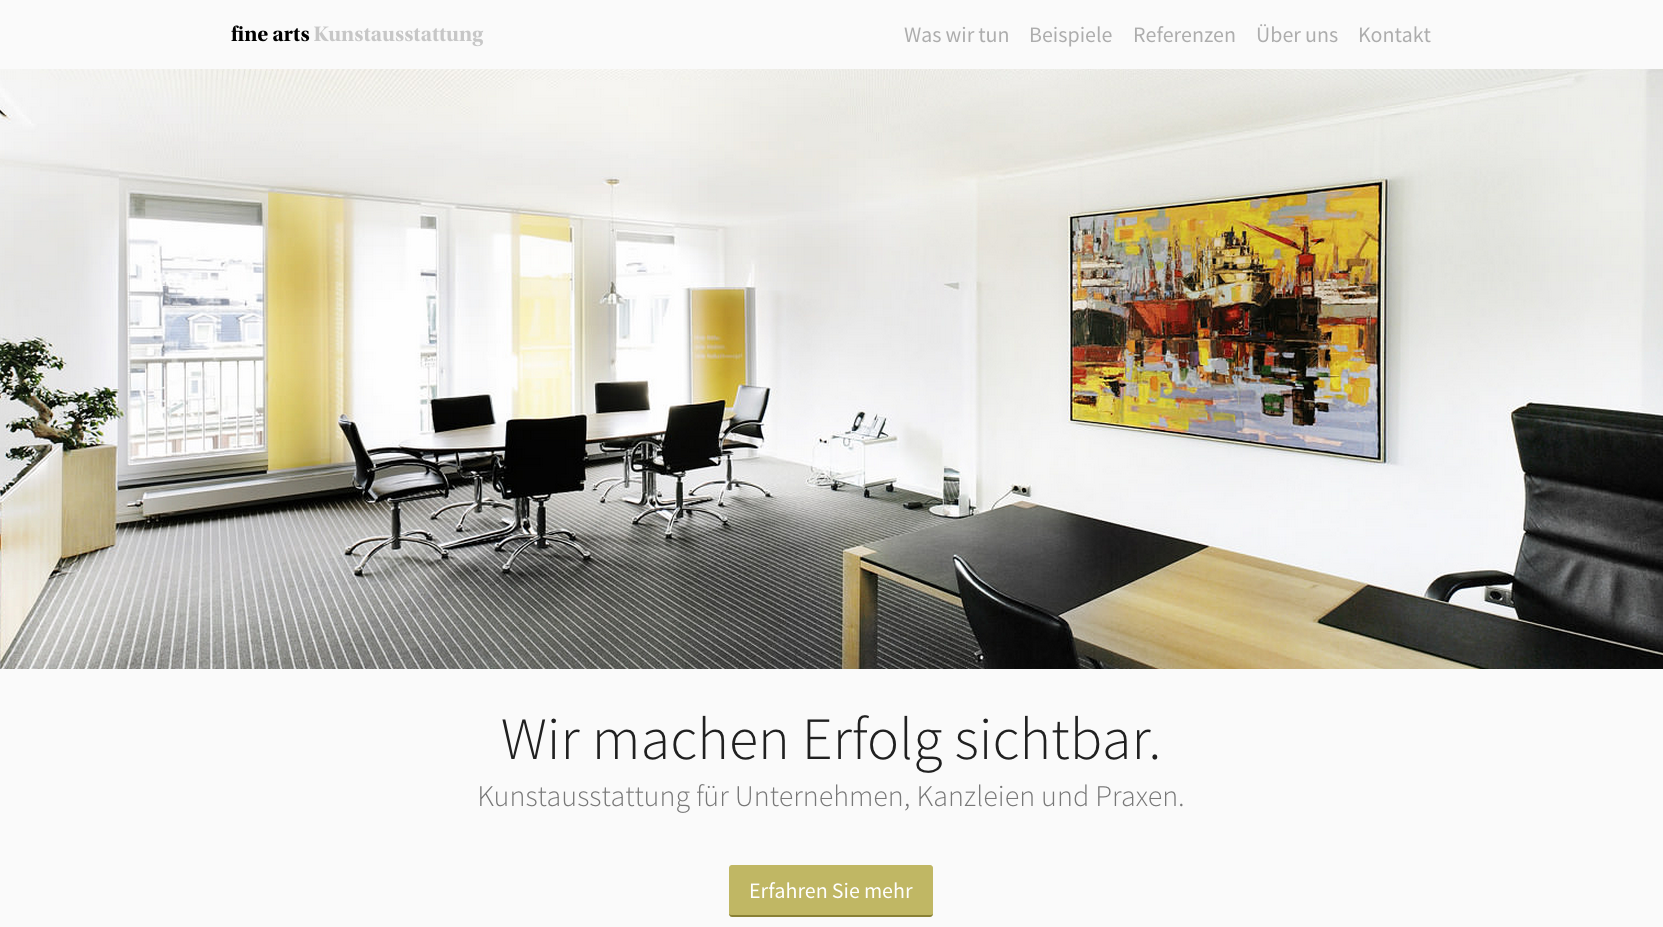 fine arts Kunstausstattung
Was wir tun Beispiele Referenzen Über uns Kontakt
Wir machen Erfolg sichtbar.
Kunstausstattung für Unternehmen, Kanzleien und Praxen.
Erfahren Sie mehr